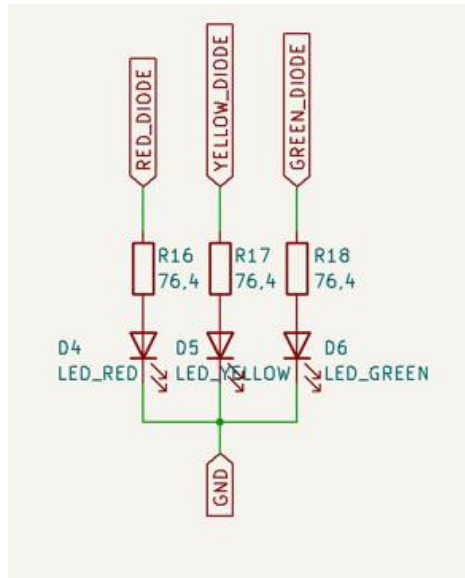 RED_DIODE
YELLOW_DIODE
GREEN_DIODE
R16
76,4
R17
76,4
R18
76,4
D4
LED_RED
D5
LED_YELLOW
D6
LED_GREEN
GND